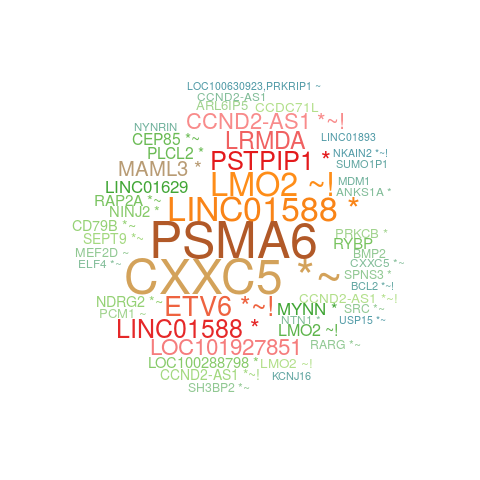 LOC100630923,PRKRIP1 ~
CCND2-AS1
ARL6IP5 CCDC71L
CCND2-AS1 *~!
NYNRIN LINC01893
CEP85 *~ LRMDA
PLCL2 * PSTPIP1 * NKAIN2 *~!
MAML3 * SUMO1P1
LINC01629 LMO2 ~! MDM1
RAP2A *~ ANKS1A *
NINJ2 * LINC01588 *
CD79B *~ PRKCB *
SEPT9 *~ PSMA6 RYBP
MEF2D ~ BMP2
ELF4 *~ CXXC5 *~ CXXC5 *~
SPNS3 *
BCL2 *~!
NDRG2 *~ ETV6 *~! CCND2-AS1 *~!
PCM1 ~ MYNN * SRC *~
LINC01588 * NTN1 * USP15 *~
LMO2 ~!
LOC101927851 RARG *~
LOC100288798 * LMO2 ~!
CCND2-AS1 *~! KCNJ16
SH3BP2 *~